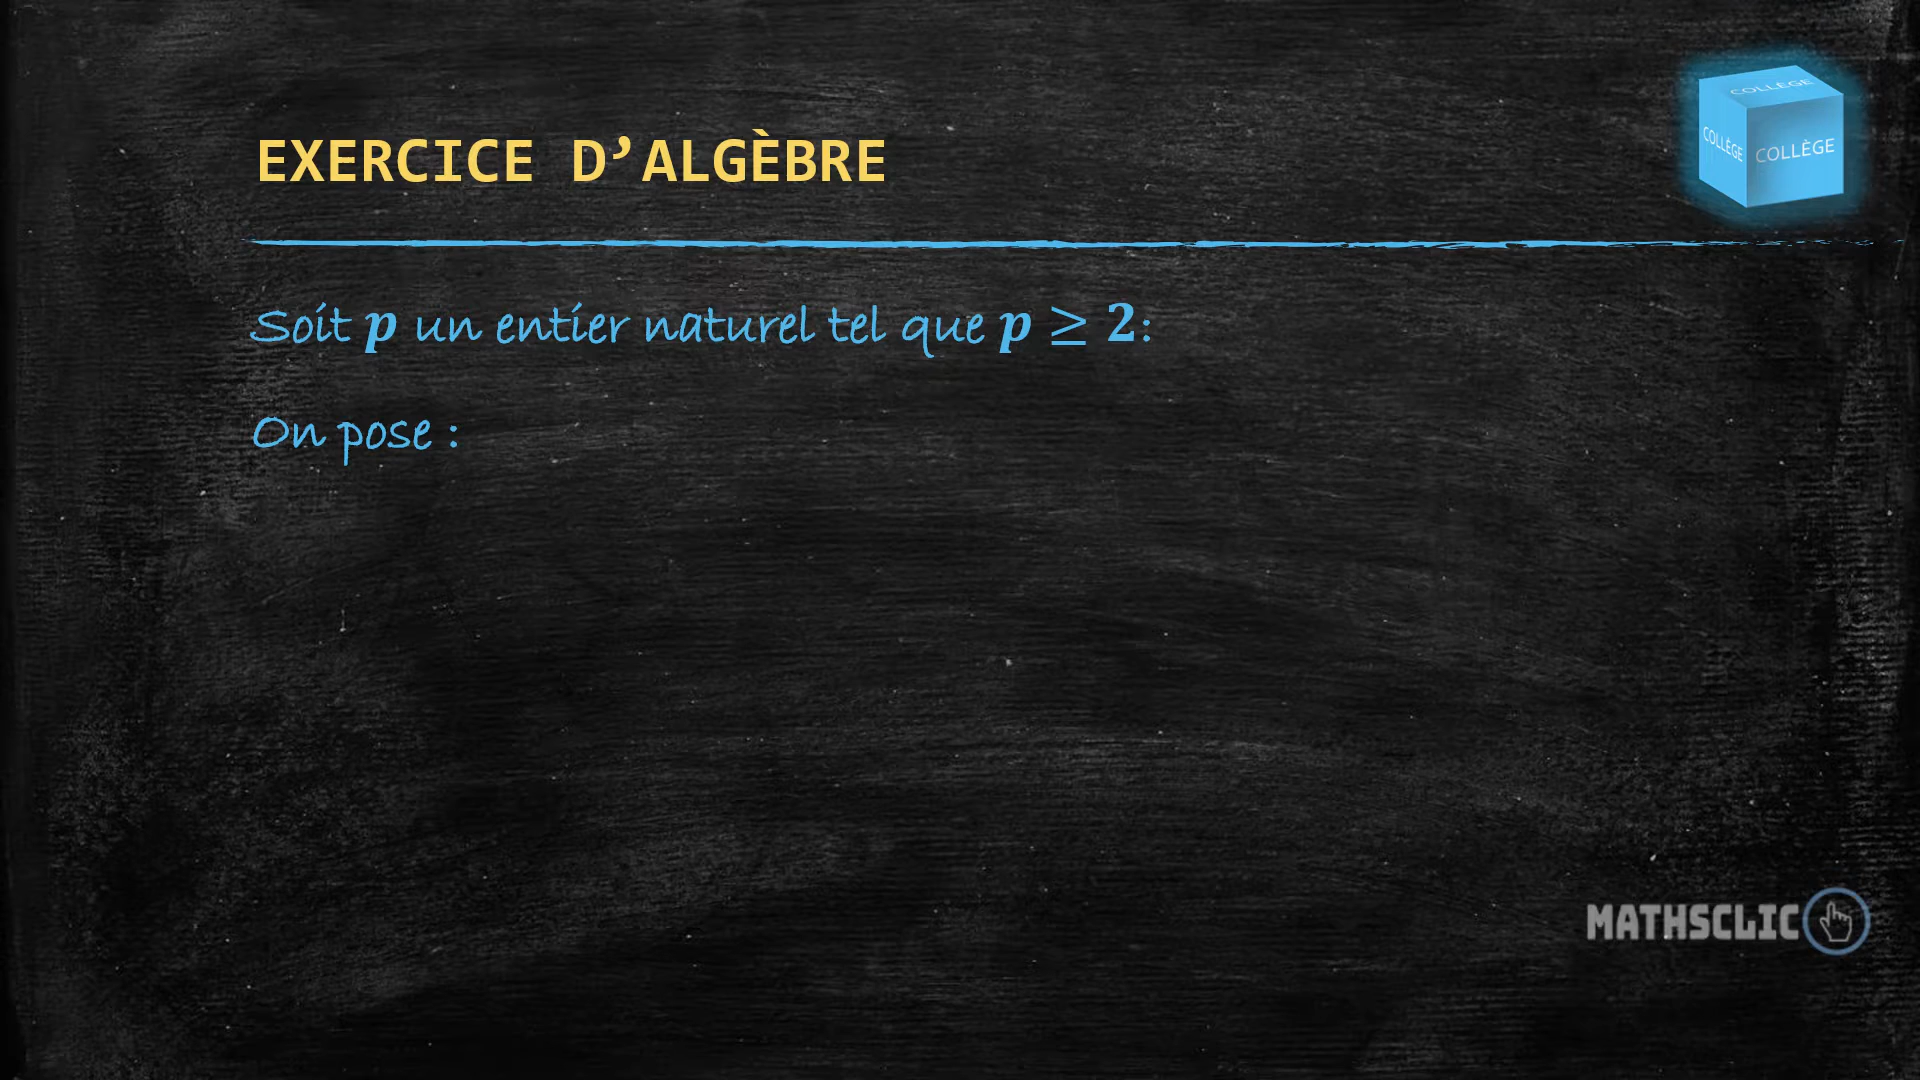 COLLÈGE
COLLÈGE
COLLÈGE
EXERCICE D’ALGÈBRE
Soit p un entier naturel tel que p ≥ 2:
On pose :
MATHSCLIC